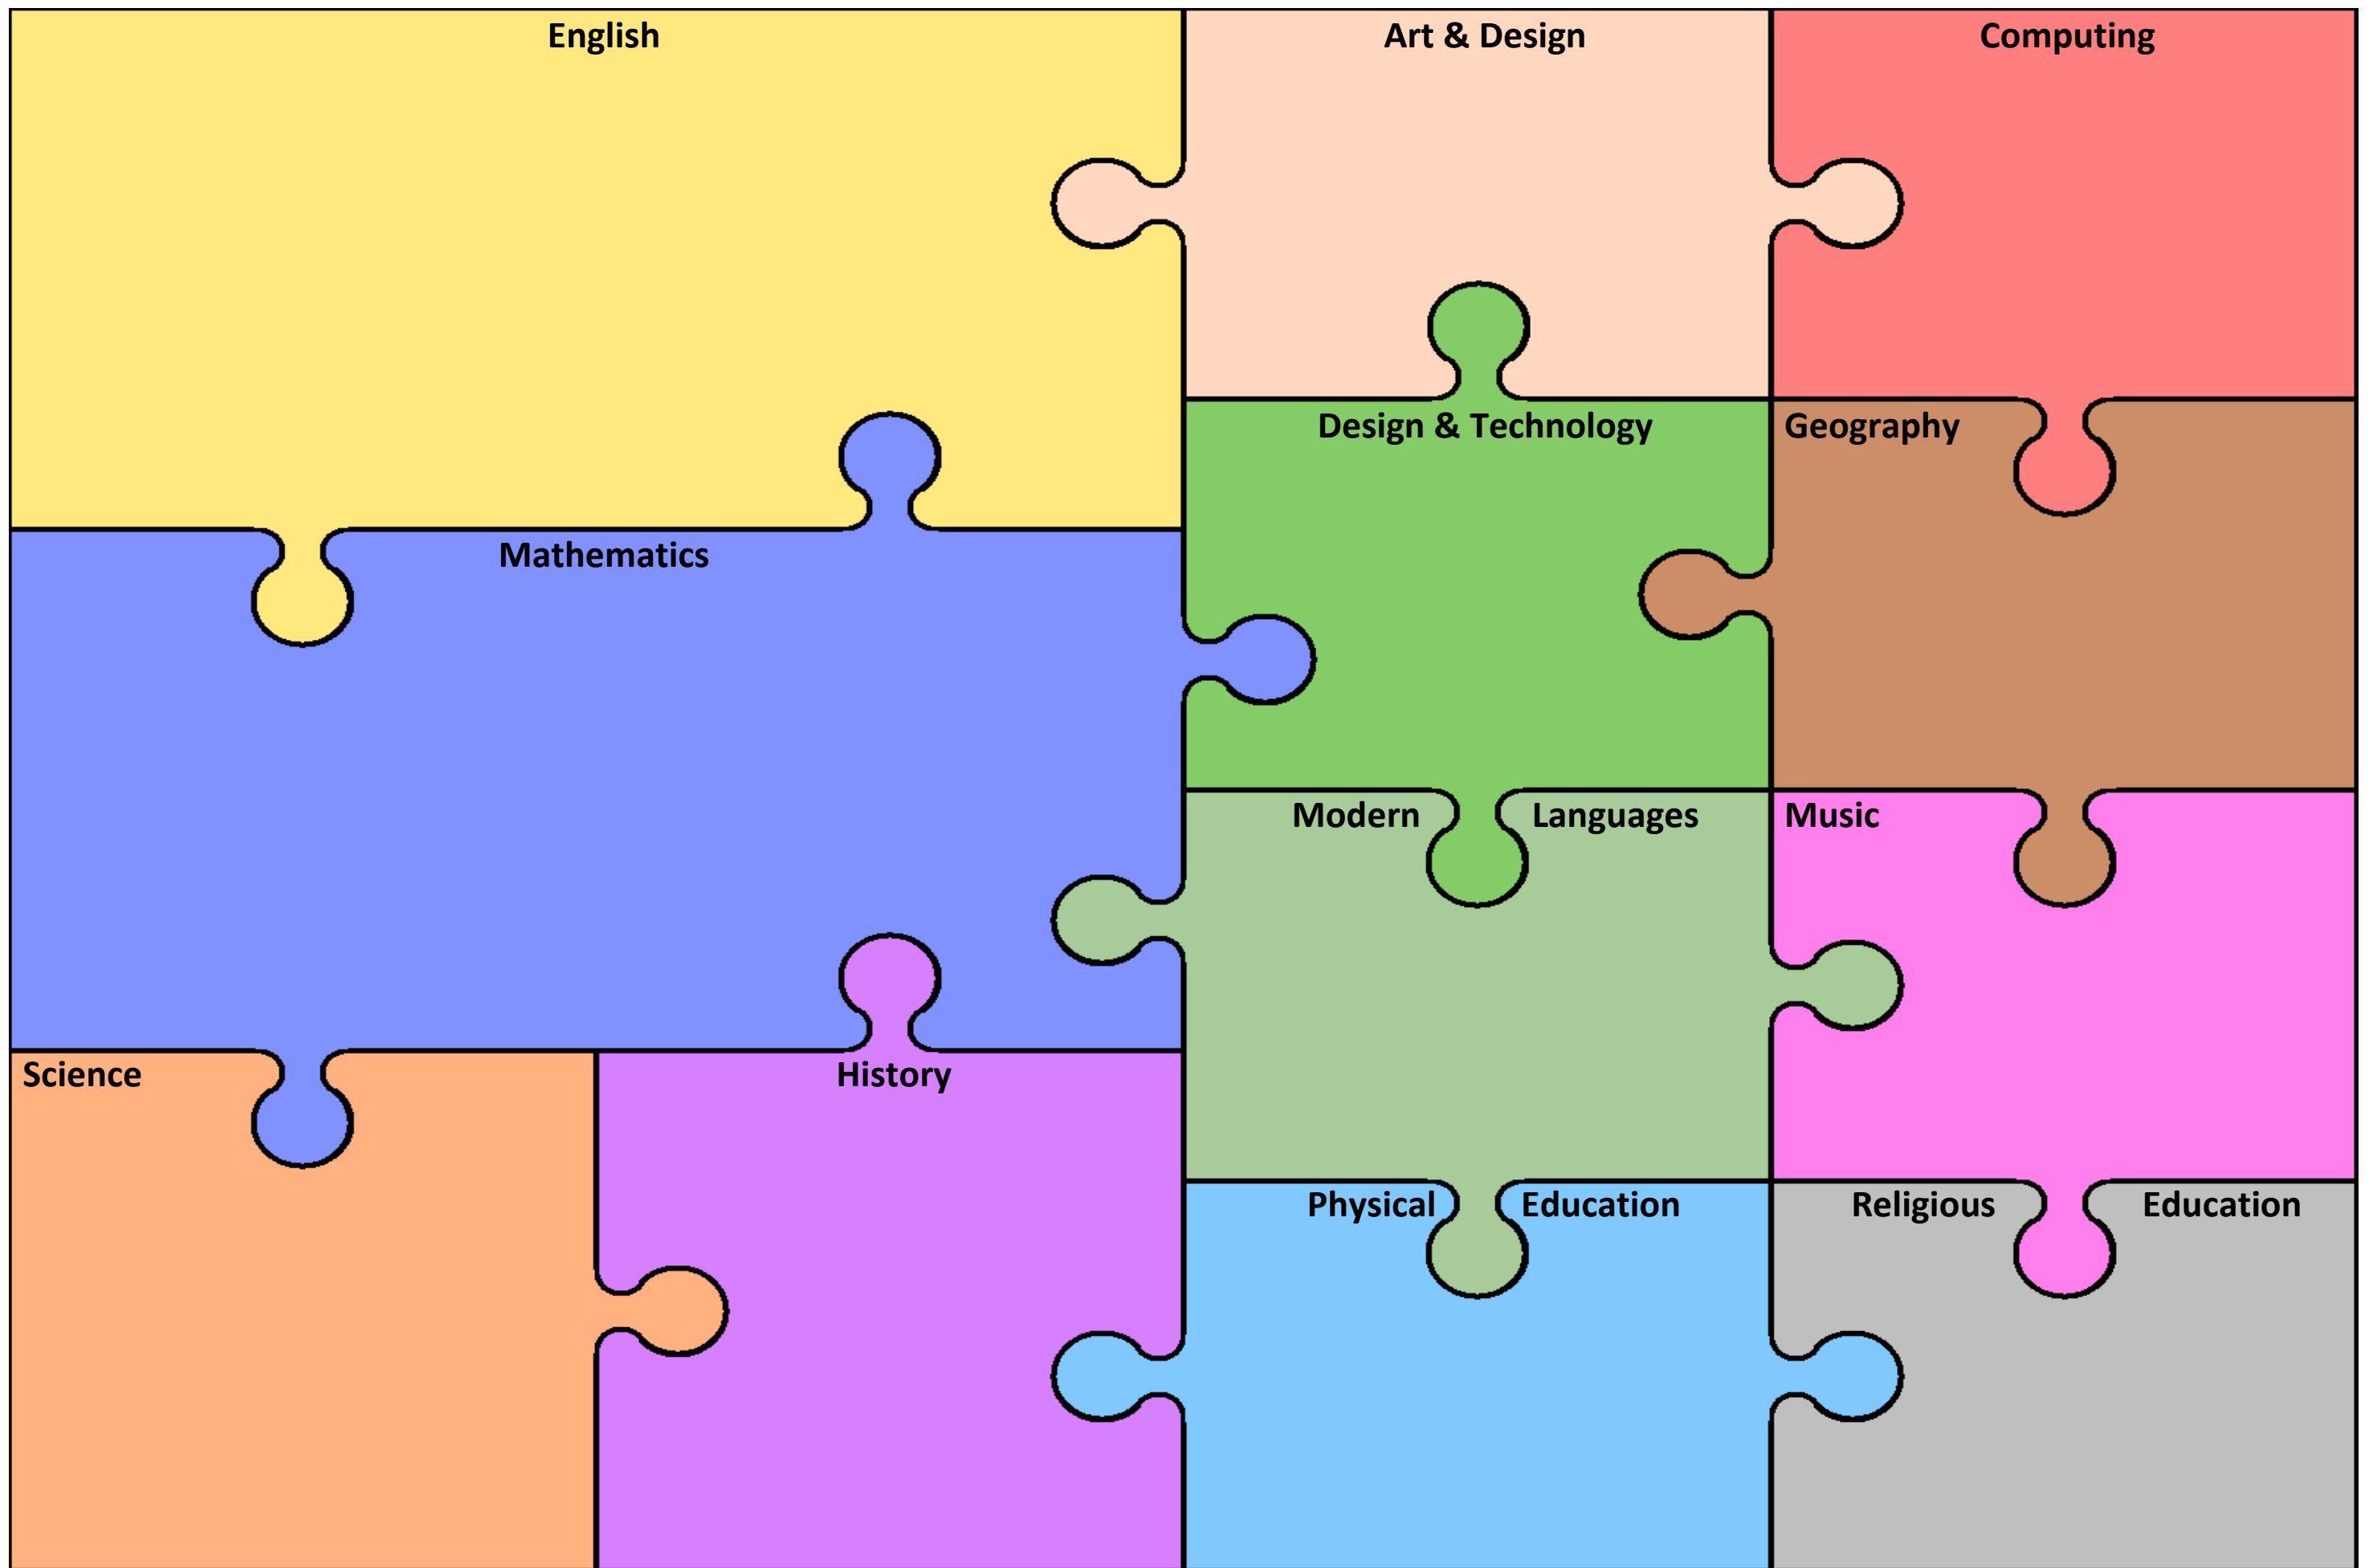 English
Art & Design
Computing
Design & Technology
Geography
Mathematics
Modern Languages
Music
Science
History
Physical Education
Religious Education